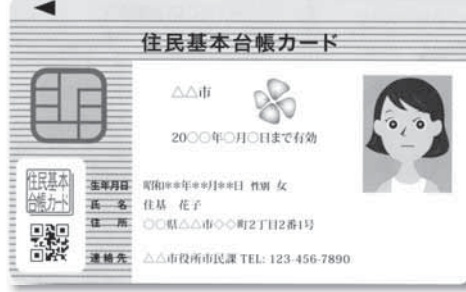 住民基本台帳カード
△△市
20○○年○月○日まで有効
住民基本
台帳カード
生年月日 昭和**年**月**日 性別 女
氏名 住基 花子
住所 ○○県△△市◇◇町2丁目2番1号
連絡先 △△市役所市民課 TEL: 123-456-7890